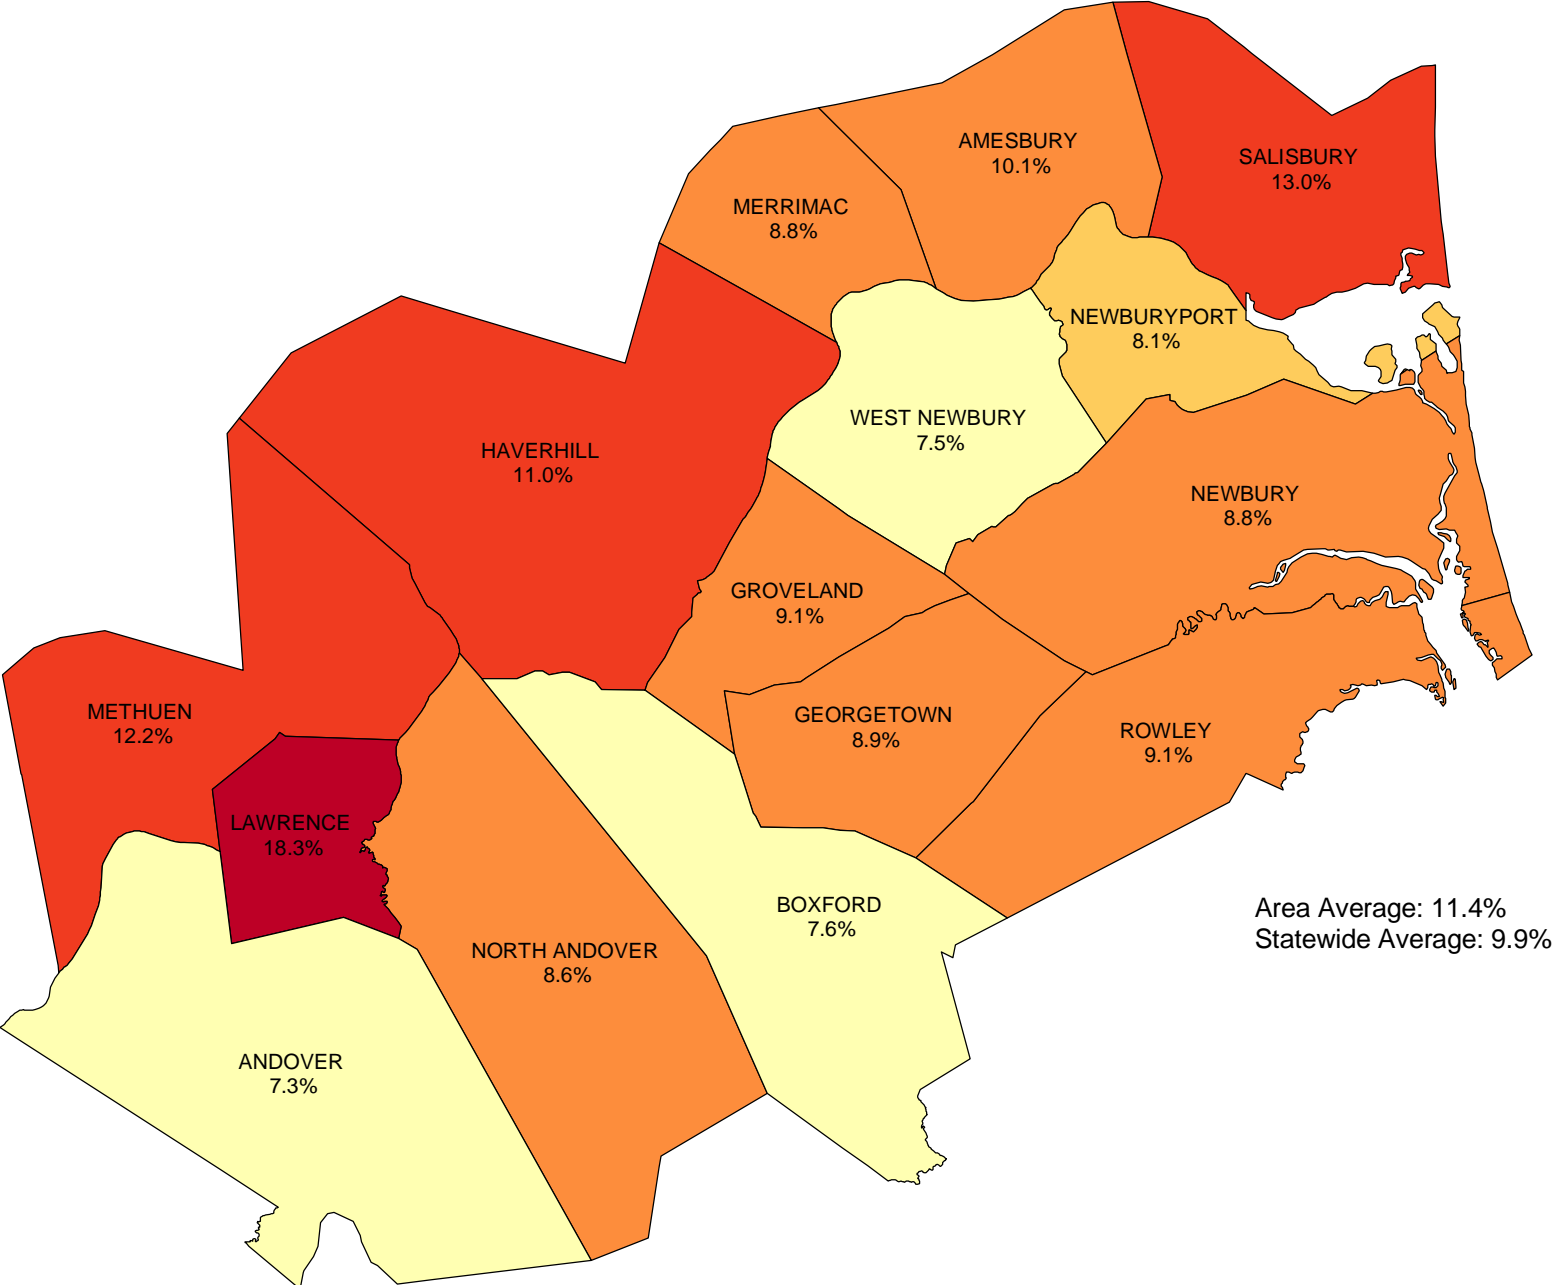 AMESBURY
10.1%
SALISBURY
13.0%
MERRIMAC
8.8%
NEWBURYPORT
8.1%
WEST NEWBURY
7.5%
HAVERHILL
11.0%
NEWBURY
8.8%
GROVELAND
9.1%
METHUEN
12.2%
GEORGETOWN
8.9%
ROWLEY
9.1%
LAWRENCE
18.3%
BOXFORD
7.6%
Area Average: 11.4%
Statewide Average: 9.9%
NORTH ANDOVER
8.6%
ANDOVER
7.3%